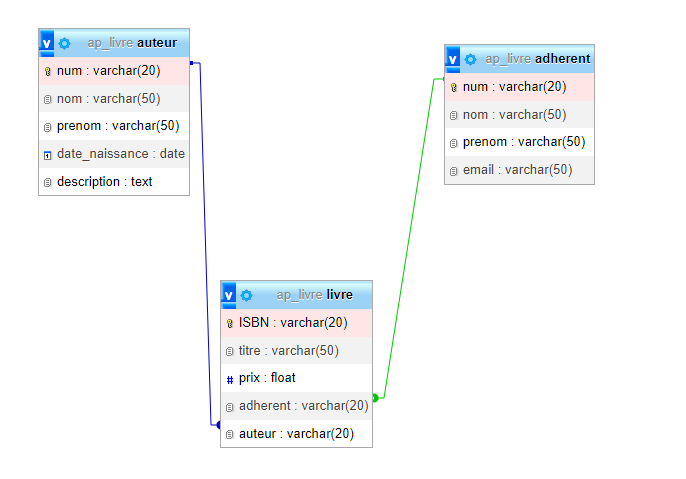 v ap_livre auteur
num : varchar(20)
nom : varchar(50)
prenom : varchar(50)
date_naissance : date
description : text
v ap_livre adherent
num : varchar(20)
nom : varchar(50)
prenom : varchar(50)
email : varchar(50)
v ap_livre livre
ISBN : varchar(20)
titre : varchar(50)
# prix : float
adherent : varchar(20)
auteur : varchar(20)